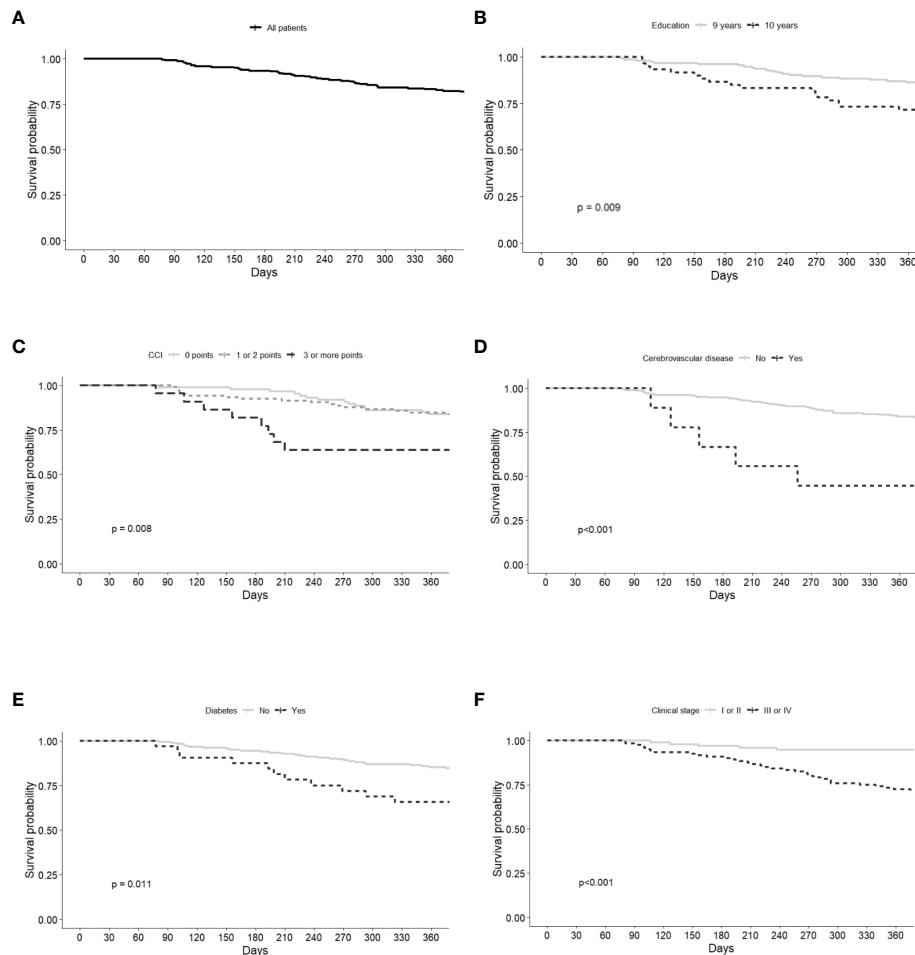 A
All patients
1.00
0.75
0.50
0.25
0.00
Survival probability
0 30 60 90 120 150 180 210 240 270 300 330 360
Days
B
Education 9 years 10 years
1.00
0.75
0.50
0.25
0.00
Survival probability
p = 0.009
0 30 60 90 120 150 180 210 240 270 300 330 360
Days
C
CCI 0 points 1 or 2 points 3 or more points
1.00
0.75
0.50
0.25
0.00
Survival probability
p = 0.008
0 30 60 90 120 150 180 210 240 270 300 330 360
Days
D
Cerebrovascular disease No Yes
1.00
0.75
0.50
0.25
0.00
Survival probability
p<0.001
0 30 60 90 120 150 180 210 240 270 300 330 360
Days
E
Diabetes No Yes
1.00
0.75
0.50
0.25
0.00
Survival probability
p = 0.011
0 30 60 90 120 150 180 210 240 270 300 330 360
Days
F
Clinical stage I or II III or IV
1.00
0.75
0.50
0.25
0.00
Survival probability
p<0.001
0 30 60 90 120 150 180 210 240 270 300 330 360
Days